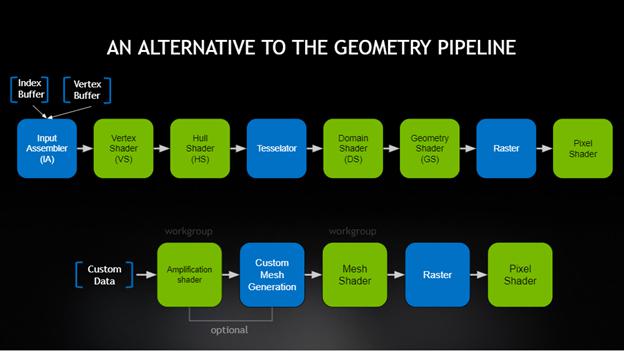 AN ALTERNATIVE TO THE GEOMETRY PIPELINE
Index
Buffer
Vertex
Buffer
Input
Assembler
(IA)
Vertex
Shader
(VS)
Hull
Shader
(HS)
Tesselator
Domain
Shader
(DS)
Geometry
Shader
(GS)
Raster
Pixel
Shader
workgroup
workgroup
Custom
Data
Amplification
shader
Custom
Mesh
Generation
Mesh
Shader
Raster
Pixel
Shader
optional